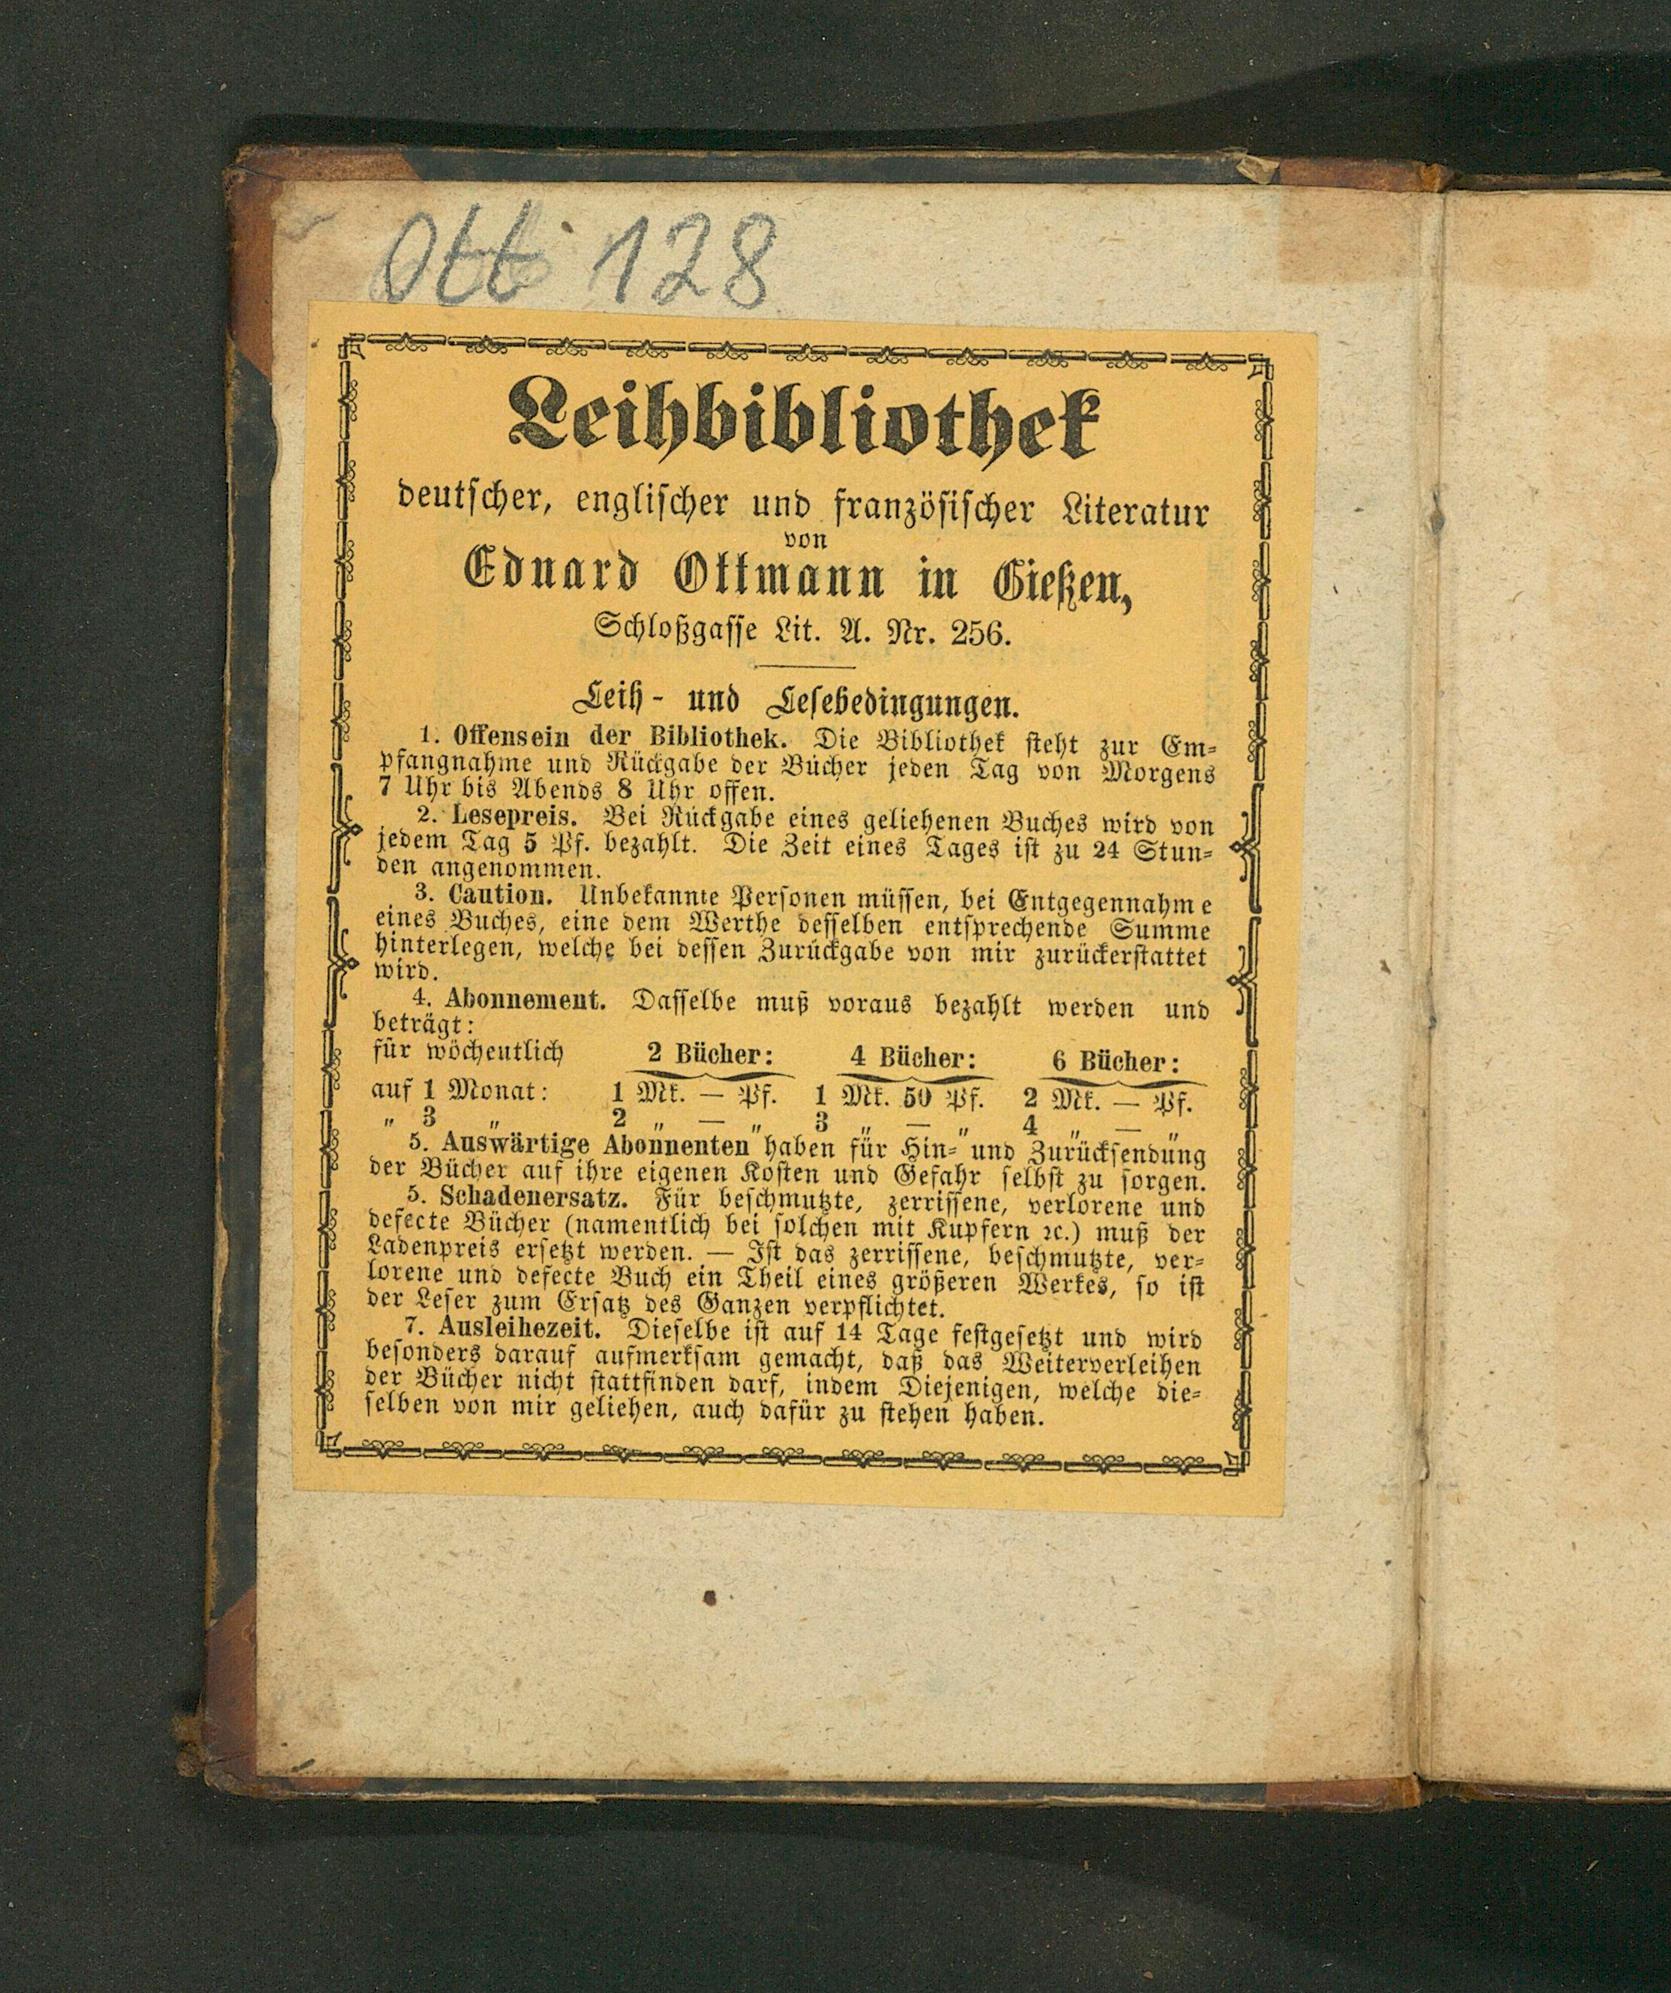 Ott 128
Leihbibliothek
deutscher, englischer und französischer Literatur
von
Eduard Ottmann in Gießen,
Schloßgasse Lit. A. Nr. 256.
Leih- und Lesebedingungen.
1. Offensein der Bibliothek. Die Bibliothek steht zur Em-
pfangnahme und Rückgabe der Bücher jeden Tag von Morgens
7 Uhr bis Abends 8 Uhr offen.
2. Lesepreis. Bei Rückgabe eines geliehenen Buches wird von
jedem Tag 5 Pf. bezahlt. Die Zeit eines Tages ist zu 24 Stun-
den angenommen.
3. Caution. Unbekannte Personen müssen, bei Entgegennahme
eines Buches, eine dem Werthe desselben entsprechende Summe
hinterlegen, welche bei dessen Zurückgabe von mir zurückerstattet
wird.
4. Abonnement. Dasselbe muß voraus bezahlt werden und
beträgt:
für wöchentlich 2 Bücher: 4 Bücher: 6 Bücher:
auf 1 Monat: 1 Mk. — Pf. 1 Mk. 50 Pf. 2 Mk. — Pf.
„ 3 „ 2 „ — „ 3 „ — „ 4 „ — „
5. Auswärtige Abonnenten haben für Hin- und Zurücksendung
der Bücher auf ihre eigenen Kosten und Gefahr selbst zu sorgen.
5. Schadenersatz. Für beschmutzte, zerrissene, verlorene und
defecte Bücher (namentlich bei solchen mit Kupfern ꝛc.) muß der
Ladenpreis ersetzt werden. — Ist das zerrissene, beschmutzte, ver-
lorene und defecte Buch ein Theil eines größeren Werkes, so ist
der Leser zum Ersatz des Ganzen verpflichtet.
7. Ausleihezeit. Dieselbe ist auf 14 Tage festgesetzt und wird
besonders darauf aufmerksam gemacht, daß das Weiterverleihen
der Bücher nicht stattfinden darf, indem Diejenigen, welche die-
selben von mir geliehen, auch dafür zu stehen haben.